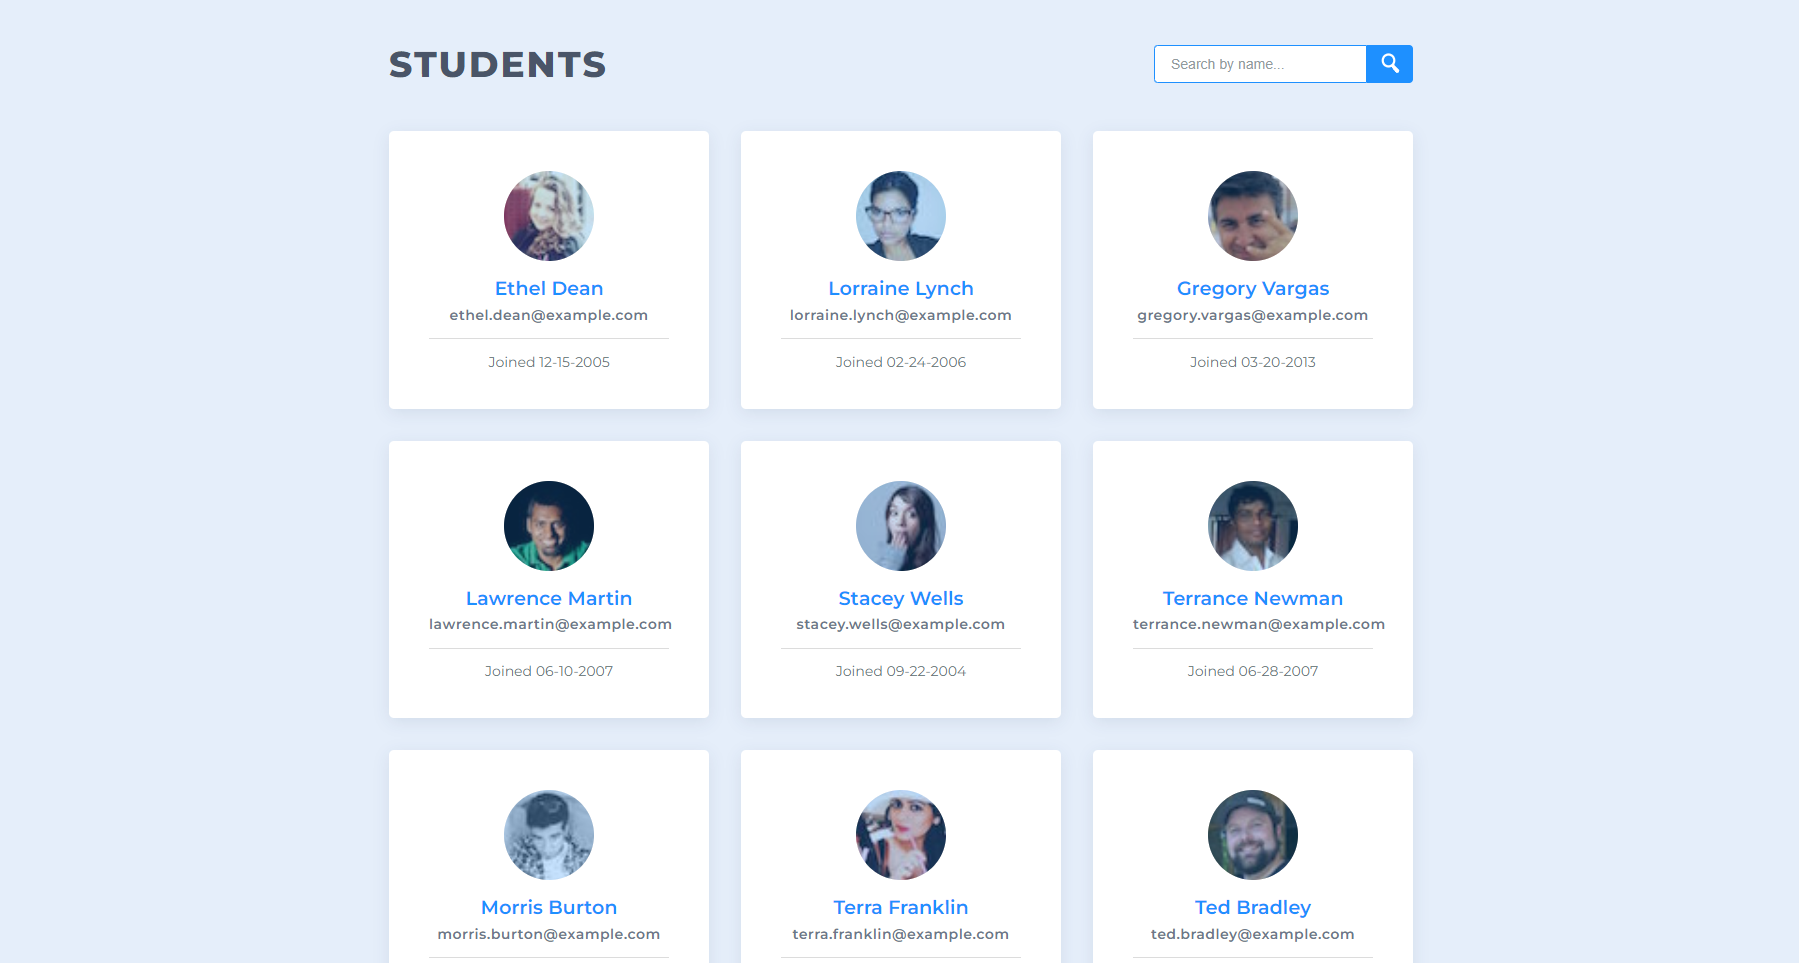 STUDENTS
Search by name...
Ethel Dean
ethel.dean@example.com
Joined 12-15-2005
Lorraine Lynch
lorraine.lynch@example.com
Joined 02-24-2006
Gregory Vargas
gregory.vargas@example.com
Joined 03-20-2013
Lawrence Martin
lawrence.martin@example.com
Joined 06-10-2007
Stacey Wells
stacey.wells@example.com
Joined 09-22-2004
Terrance Newman
terrance.newman@example.com
Joined 06-28-2007
Morris Burton
morris.burton@example.com
Terra Franklin
terra.franklin@example.com
Ted Bradley
ted.bradley@example.com